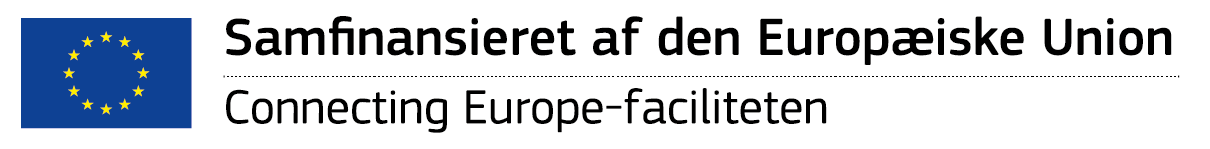 Samfinansieret af den Europæiske Union
Connecting Europe-faciliteten